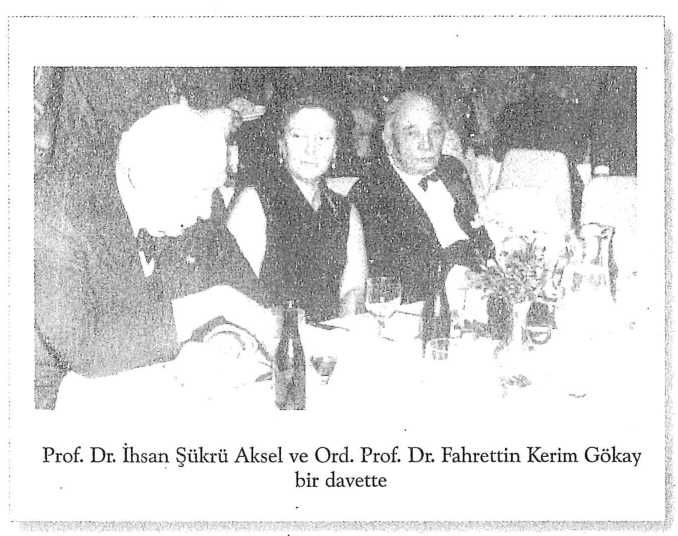 Prof. Dr. İhsan Şükrü Aksel ve Ord. Prof. Dr. Fahrettin Kerim Gökay
bir davette